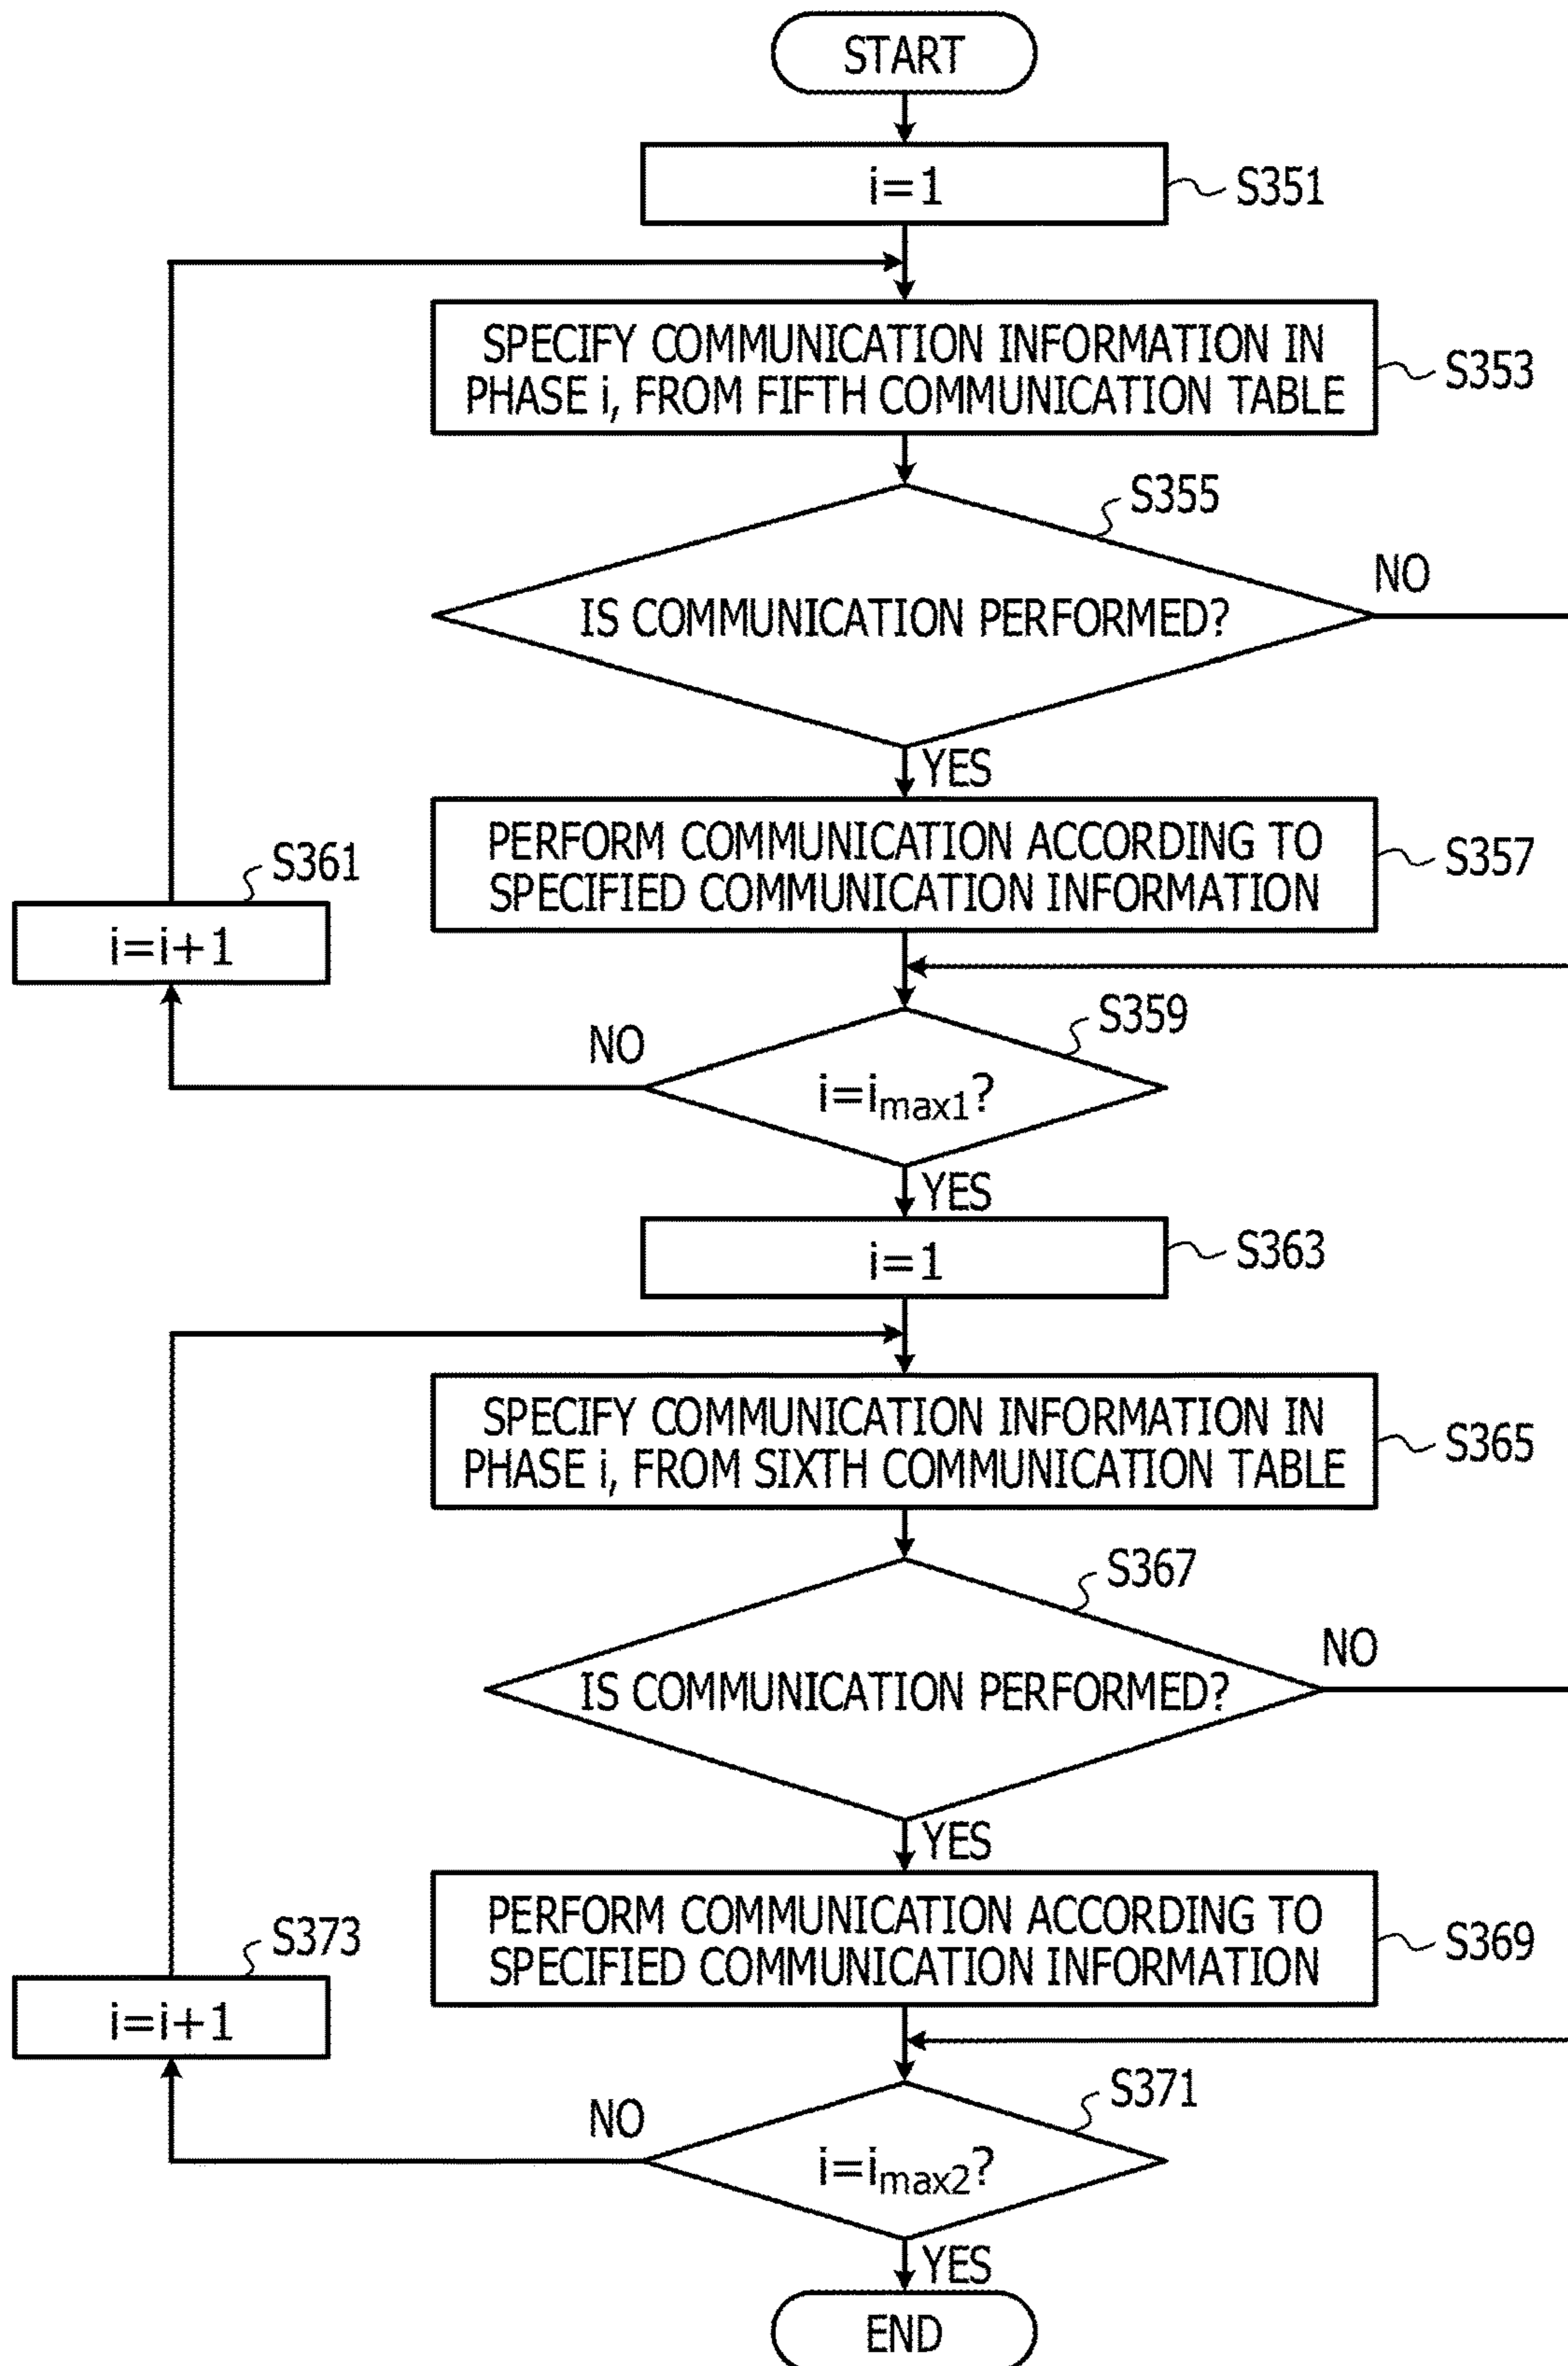 START
i=1
S351
SPECIFY COMMUNICATION INFORMATION IN
PHASE i, FROM FIFTH COMMUNICATION TABLE
S353
S355
IS COMMUNICATION PERFORMED?
NO
YES
PERFORM COMMUNICATION ACCORDING TO
SPECIFIED COMMUNICATION INFORMATION
S357
S361
i=i+1
S359
NO
i=imax1?
YES
i=1
S363
SPECIFY COMMUNICATION INFORMATION IN
PHASE i, FROM SIXTH COMMUNICATION TABLE
S365
S367
IS COMMUNICATION PERFORMED?
NO
YES
PERFORM COMMUNICATION ACCORDING TO
SPECIFIED COMMUNICATION INFORMATION
S369
S373
i=i+1
S371
NO
i=imax2?
YES
END